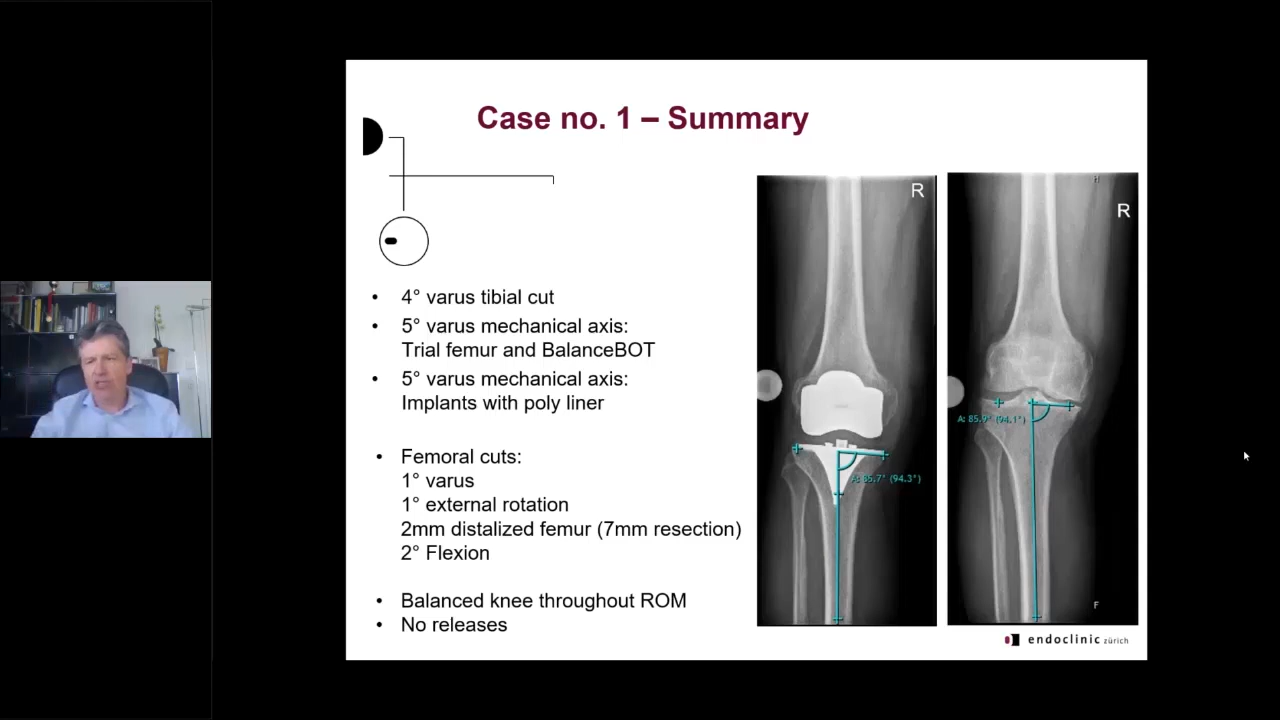 Case no. 1 – Summary
• 4° varus tibial cut
• 5° varus mechanical axis:
Trial femur and BalanceBOT
• 5° varus mechanical axis:
Implants with poly liner
• Femoral cuts:
1° varus
1° external rotation
2mm distalized femur (7mm resection)
2° Flexion
• Balanced knee throughout ROM
• No releases
R
A: 85.7° (94.3°)
R
A: 85.9° (94.1°)
F
endoclinic zürich